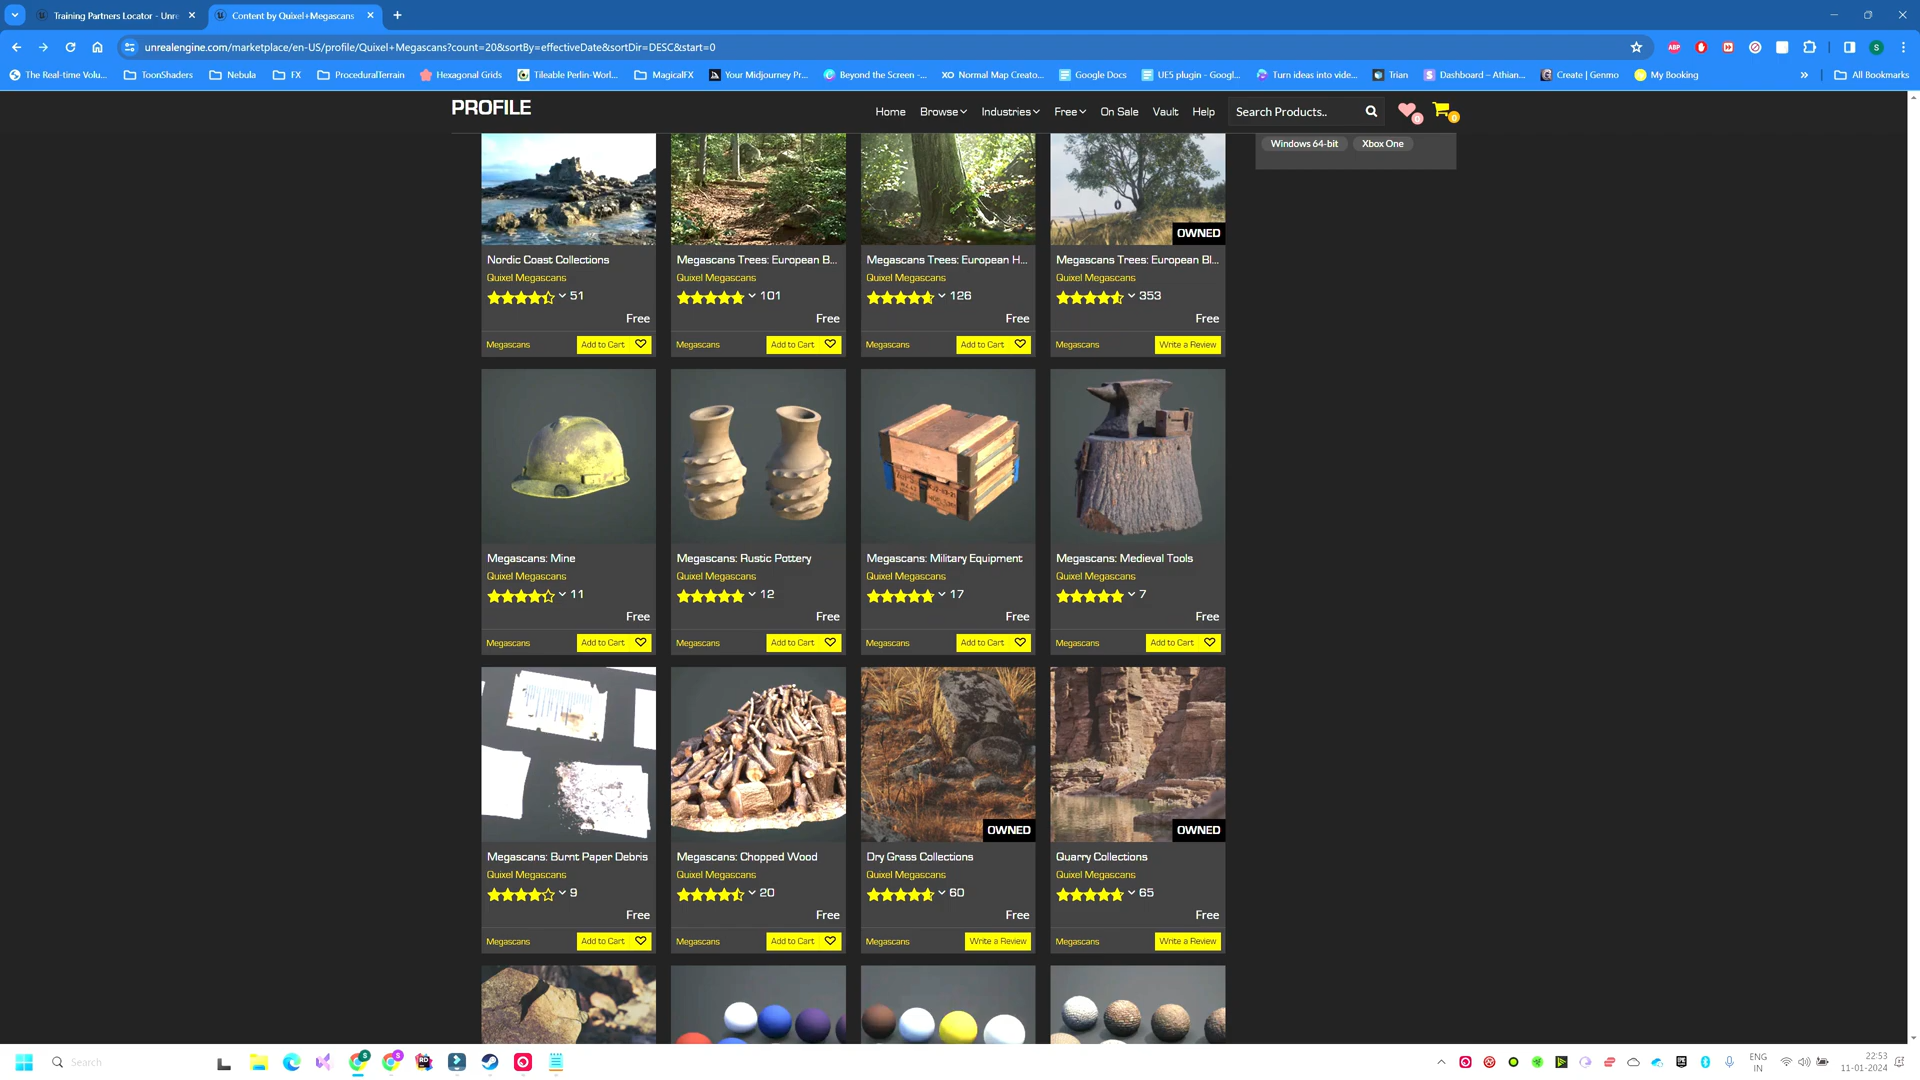 Training Partners Locator - Unre
Content by Quixel+Megascans
unrealengine.com/marketplace/en-US/profile/Quixel+Megascans?count=20&sortBy=effectiveDate&sortDir=DESC&start=0
ABP
S
The Real-time Volu...
ToonShaders
Nebula
FX
ProceduralTerrain
Hexagonal Grids
Tileable Perlin-Worl...
MagicalFX
Your Midjourney Pr...
Beyond the Screen -...
XO Normal Map Creato...
Google Docs
UE5 plugin - Googl...
Turn ideas into vide...
Trian
Dashboard – Athian...
Create | Genmo
My Booking
»
All Bookmarks
PROFILE
Home
Browse
Industries
Free
On Sale
Vault
Help
Search Products..
0
0
Windows 64-bit
Xbox One
OWNED
Nordic Coast Collections
Quixel Megascans
51
Free
Megascans
Add to Cart
Megascans Trees: European B...
Quixel Megascans
101
Free
Megascans
Add to Cart
Megascans Trees: European H...
Quixel Megascans
126
Free
Megascans
Add to Cart
Megascans Trees: European Bl...
Quixel Megascans
353
Free
Megascans
Write a Review
Megascans: Mine
Quixel Megascans
11
Free
Megascans
Add to Cart
Megascans: Rustic Pottery
Quixel Megascans
12
Free
Megascans
Add to Cart
Megascans: Military Equipment
Quixel Megascans
17
Free
Megascans
Add to Cart
Megascans: Medieval Tools
Quixel Megascans
7
Free
Megascans
Add to Cart
Megascans: Burnt Paper Debris
Quixel Megascans
9
Free
Megascans
Add to Cart
Megascans: Chopped Wood
Quixel Megascans
20
Free
Megascans
Add to Cart
OWNED
Dry Grass Collections
Quixel Megascans
60
Free
Megascans
Write a Review
OWNED
Quarry Collections
Quixel Megascans
65
Free
Megascans
Write a Review
Search
S
S
RD
ENG
IN
22:53
11-01-2024